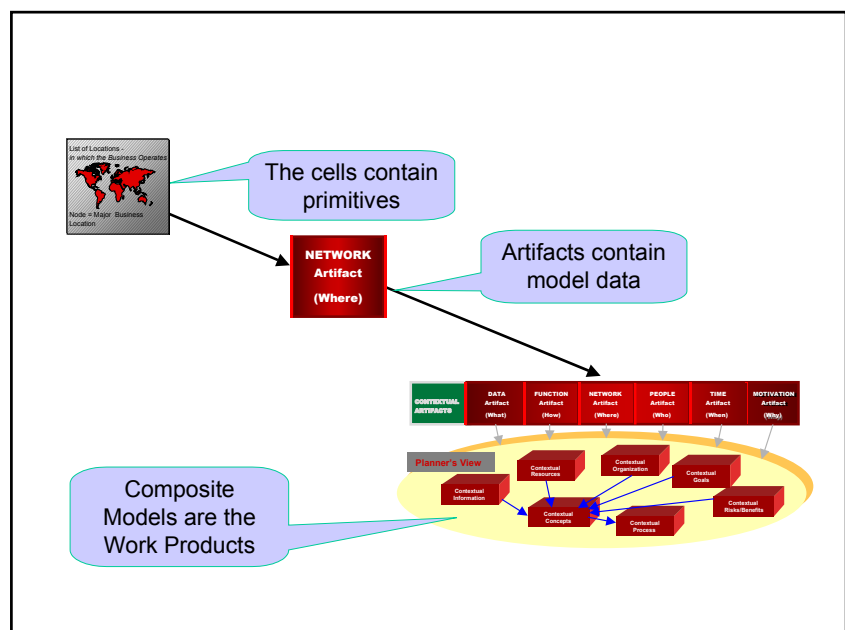 List of Locations -
in which the Business Operates
Node = Major Business
Location
The cells contain
primitives
NETWORK
Artifact
(Where)
Artifacts contain
model data
CONTEXTUAL
ARTIFACTS
DATA
Artifact
(What)
FUNCTION
Artifact
(How)
NETWORK
Artifact
(Where)
PEOPLE
Artifact
(Who)
TIME
Artifact
(When)
MOTIVATION
Artifact
(Why)
Planner's View
Contextual
Information
Contextual
Resources
Contextual
Organization
Contextual
Goals
Contextual
Risks/Benefits
Contextual
Concepts
Contextual
Process
Composite
Models are the
Work Products